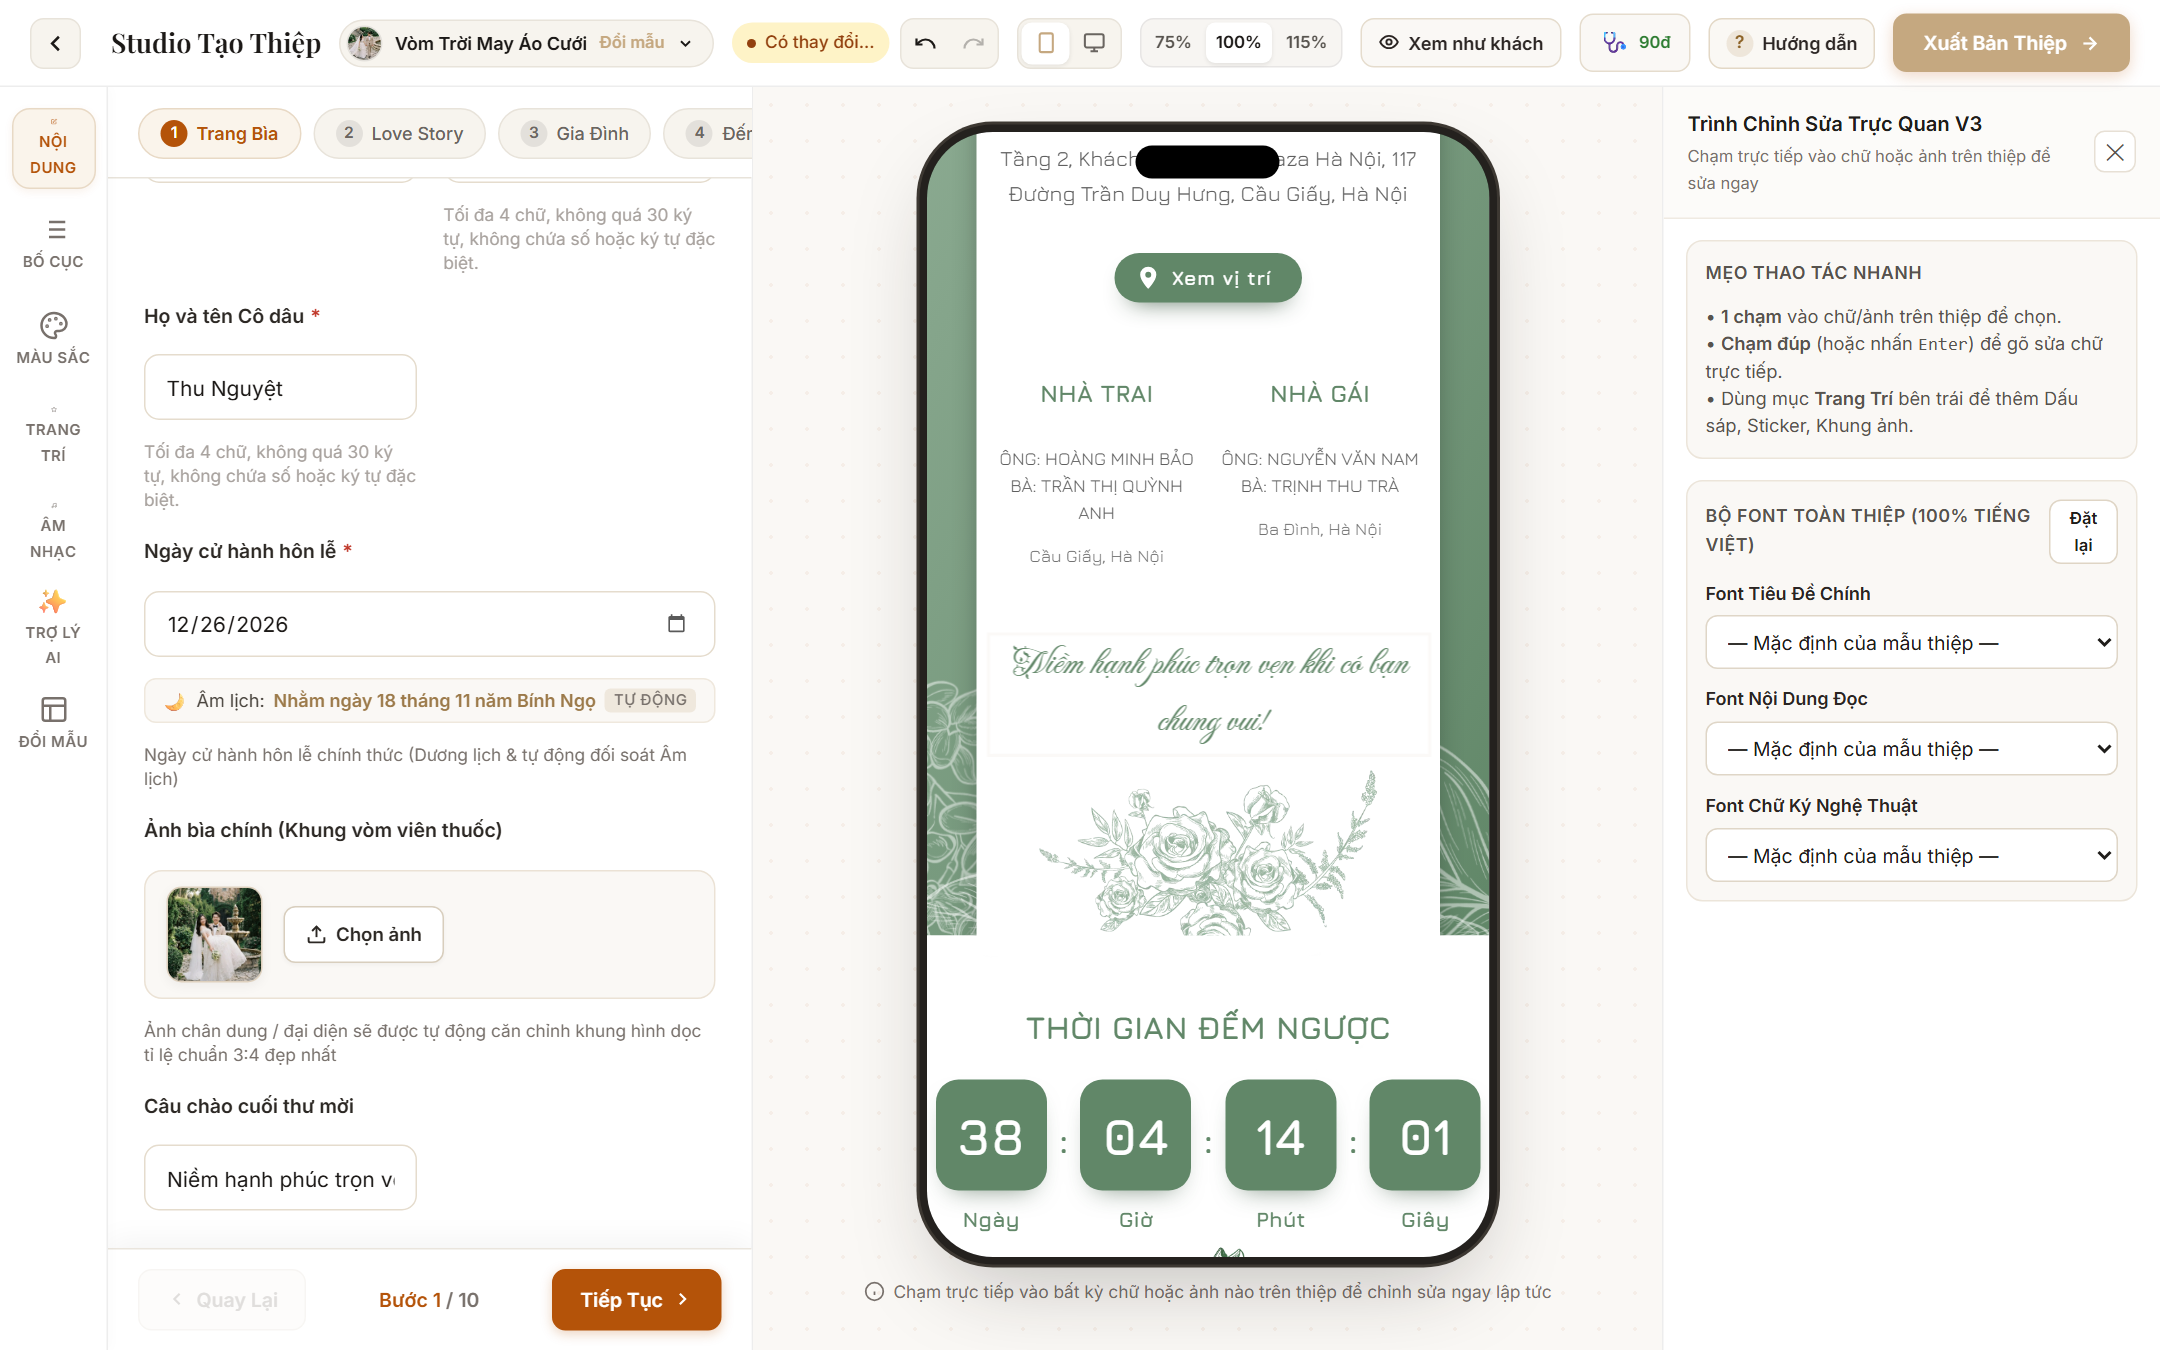 Studio Tạo Thiệp
Vòm Trời May Áo Cưới Đổi mẫu
Có thay đổi...
75% 100% 115%
Xem như khách
90đ
? Hướng dẫn
Xuất Bản Thiệp
NỘI
DUNG
BỐ CỤC
MÀU SẮC
TRANG
TRÍ
ÂM
NHẠC
TRỢ LÝ
AI
ĐỔI MẪU
1 Trang Bìa
2 Love Story
3 Gia Đình
4
Tối đa 4 chữ, không quá 30 ký
tự, không chứa số hoặc ký tự đặc
biệt.
Họ và tên Cô dâu *
Thu Nguyệt
Tối đa 4 chữ, không quá 30 ký
tự, không chứa số hoặc ký tự đặc
biệt.
Ngày cử hành hôn lễ *
12/26/2026
Âm lịch: Nhằm ngày 18 tháng 11 năm Bính Ngọ TỰ ĐỘNG
Ngày cử hành hôn lễ chính thức (Dương lịch & tự động đối soát Âm
lịch)
Ảnh bìa chính (Khung vòm viên thuốc)
Chọn ảnh
Ảnh chân dung / đại diện sẽ được tự động căn chỉnh khung hình dọc
tỉ lệ chuẩn 3:4 đẹp nhất
Câu chào cuối thư mời
Niềm hạnh phúc trọn
Quay Lại
Bước 1 / 10
Tiếp Tục
Tầng 2, Hà Nội, 117
Đường Trần Duy Hưng, Cầu Giấy, Hà Nội
Xem vị trí
NHÀ TRAI
ÔNG: HOÀNG MINH BẢO
BÀ: TRẦN THỊ QUỲNH
ANH
Cầu Giấy, Hà Nội
NHÀ GÁI
ÔNG: NGUYỄN VĂN NAM
BÀ: TRỊNH THU TRÀ
Ba Đình, Hà Nội
Niềm hạnh phúc trọn vẹn khi có bạn
chung vui!
THỜI GIAN ĐẾM NGƯỢC
38 : 04 : 14 : 01
Ngày Giờ Phút Giây
Chạm trực tiếp vào bất kỳ chữ hoặc ảnh nào trên thiệp để chỉnh sửa ngay lập tức
Trình Chỉnh Sửa Trực Quan V3
Chạm trực tiếp vào chữ hoặc ảnh trên thiệp để
sửa ngay
MẸO THAO TÁC NHANH
• 1 chạm vào chữ/ảnh trên thiệp để chọn.
• Chạm đúp (hoặc nhấn Enter) để gõ sửa chữ
trực tiếp.
• Dùng mục Trang Trí bên trái để thêm Dấu
sáp, Sticker, Khung ảnh.
BỘ FONT TOÀN THIỆP (100% TIẾNG
VIỆT)
Đặt
lại
Font Tiêu Đề Chính
— Mặc định của mẫu thiệp —
Font Nội Dung Đọc
— Mặc định của mẫu thiệp —
Font Chữ Ký Nghệ Thuật
— Mặc định của mẫu thiệp —